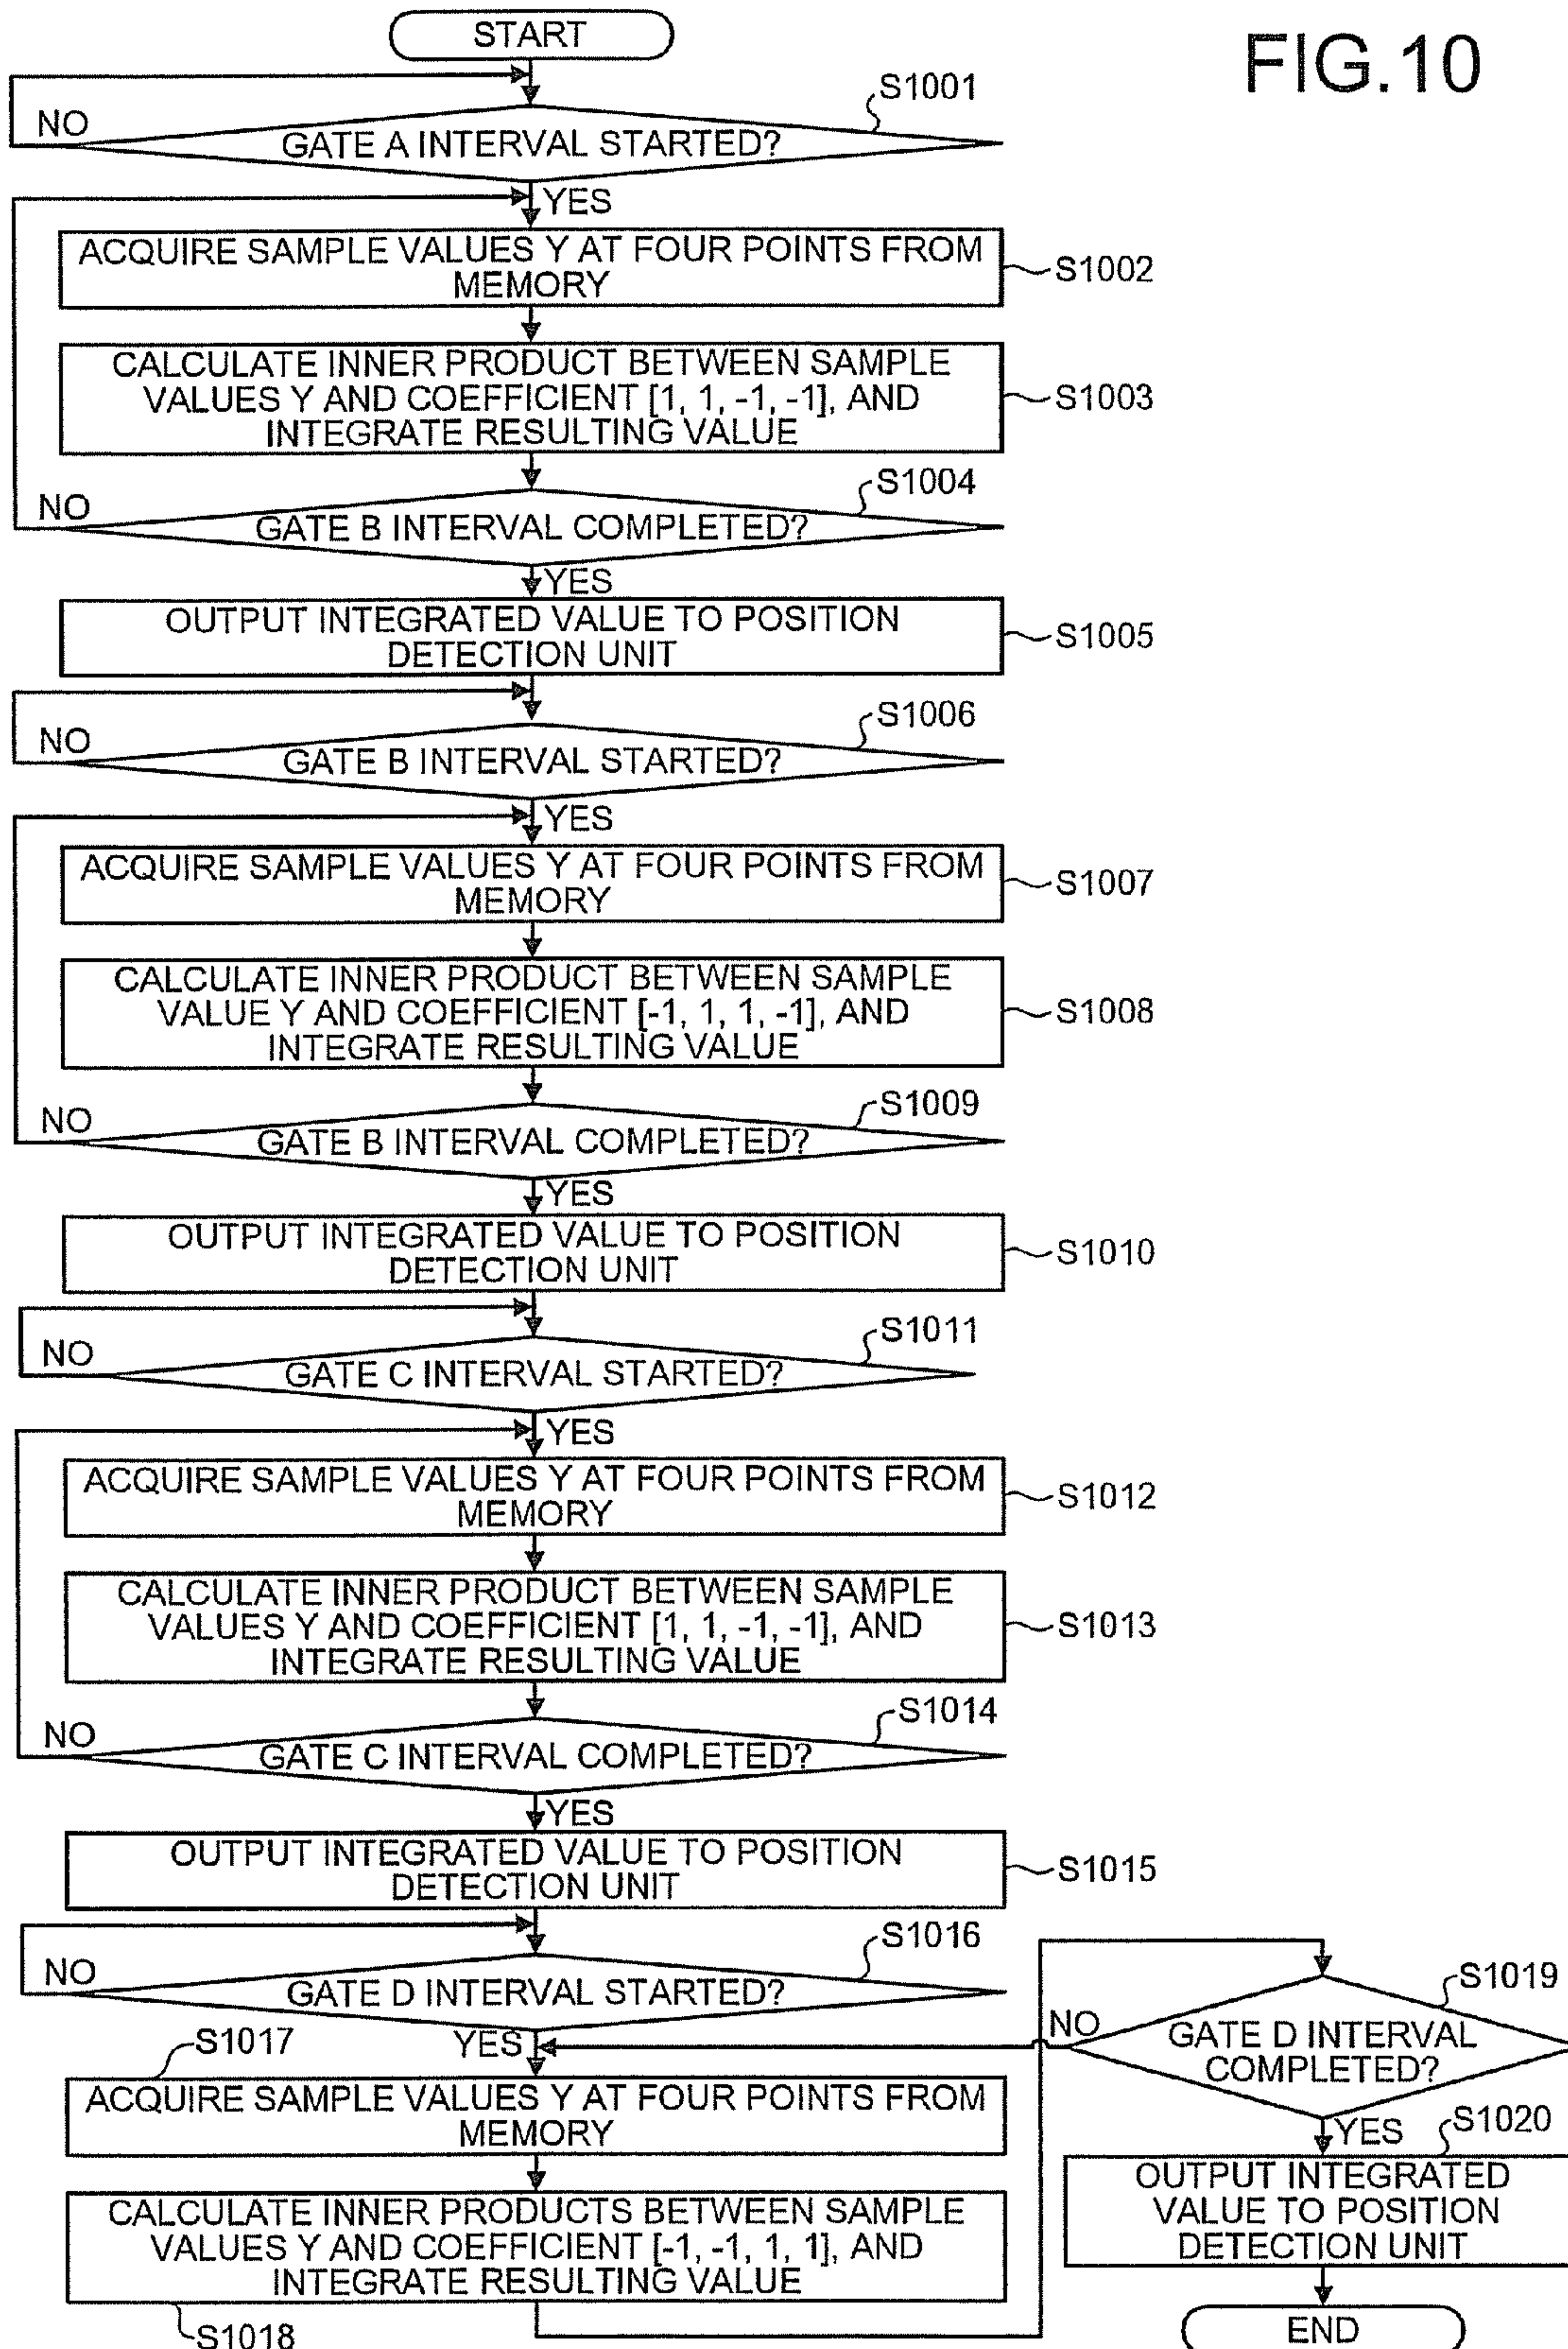 FIG.10
START
S1001
NO
GATE A INTERVAL STARTED?
YES
ACQUIRE SAMPLE VALUES Y AT FOUR POINTS FROM
MEMORY
S1002
CALCULATE INNER PRODUCT BETWEEN SAMPLE
VALUES Y AND COEFFICIENT [1, 1, -1, -1], AND
INTEGRATE RESULTING VALUE
S1003
S1004
NO
GATE B INTERVAL COMPLETED?
YES
OUTPUT INTEGRATED VALUE TO POSITION
DETECTION UNIT
S1005
S1006
NO
GATE B INTERVAL STARTED?
YES
ACQUIRE SAMPLE VALUES Y AT FOUR POINTS FROM
MEMORY
S1007
CALCULATE INNER PRODUCT BETWEEN SAMPLE
VALUE Y AND COEFFICIENT [-1, 1, 1, -1], AND
INTEGRATE RESULTING VALUE
S1008
S1009
NO
GATE B INTERVAL COMPLETED?
YES
OUTPUT INTEGRATED VALUE TO POSITION
DETECTION UNIT
S1010
S1011
NO
GATE C INTERVAL STARTED?
YES
ACQUIRE SAMPLE VALUES Y AT FOUR POINTS FROM
MEMORY
S1012
CALCULATE INNER PRODUCT BETWEEN SAMPLE
VALUES Y AND COEFFICIENT [1, 1, -1, -1], AND
INTEGRATE RESULTING VALUE
S1013
S1014
NO
GATE C INTERVAL COMPLETED?
YES
OUTPUT INTEGRATED VALUE TO POSITION
DETECTION UNIT
S1015
S1016
NO
GATE D INTERVAL STARTED?
YES
S1017
ACQUIRE SAMPLE VALUES Y AT FOUR POINTS FROM
MEMORY
CALCULATE INNER PRODUCTS BETWEEN SAMPLE
VALUES Y AND COEFFICIENT [-1, -1, 1, 1], AND
INTEGRATE RESULTING VALUE
S1018
S1019
NO
GATE D INTERVAL
COMPLETED?
YES
S1020
OUTPUT INTEGRATED
VALUE TO POSITION
DETECTION UNIT
END